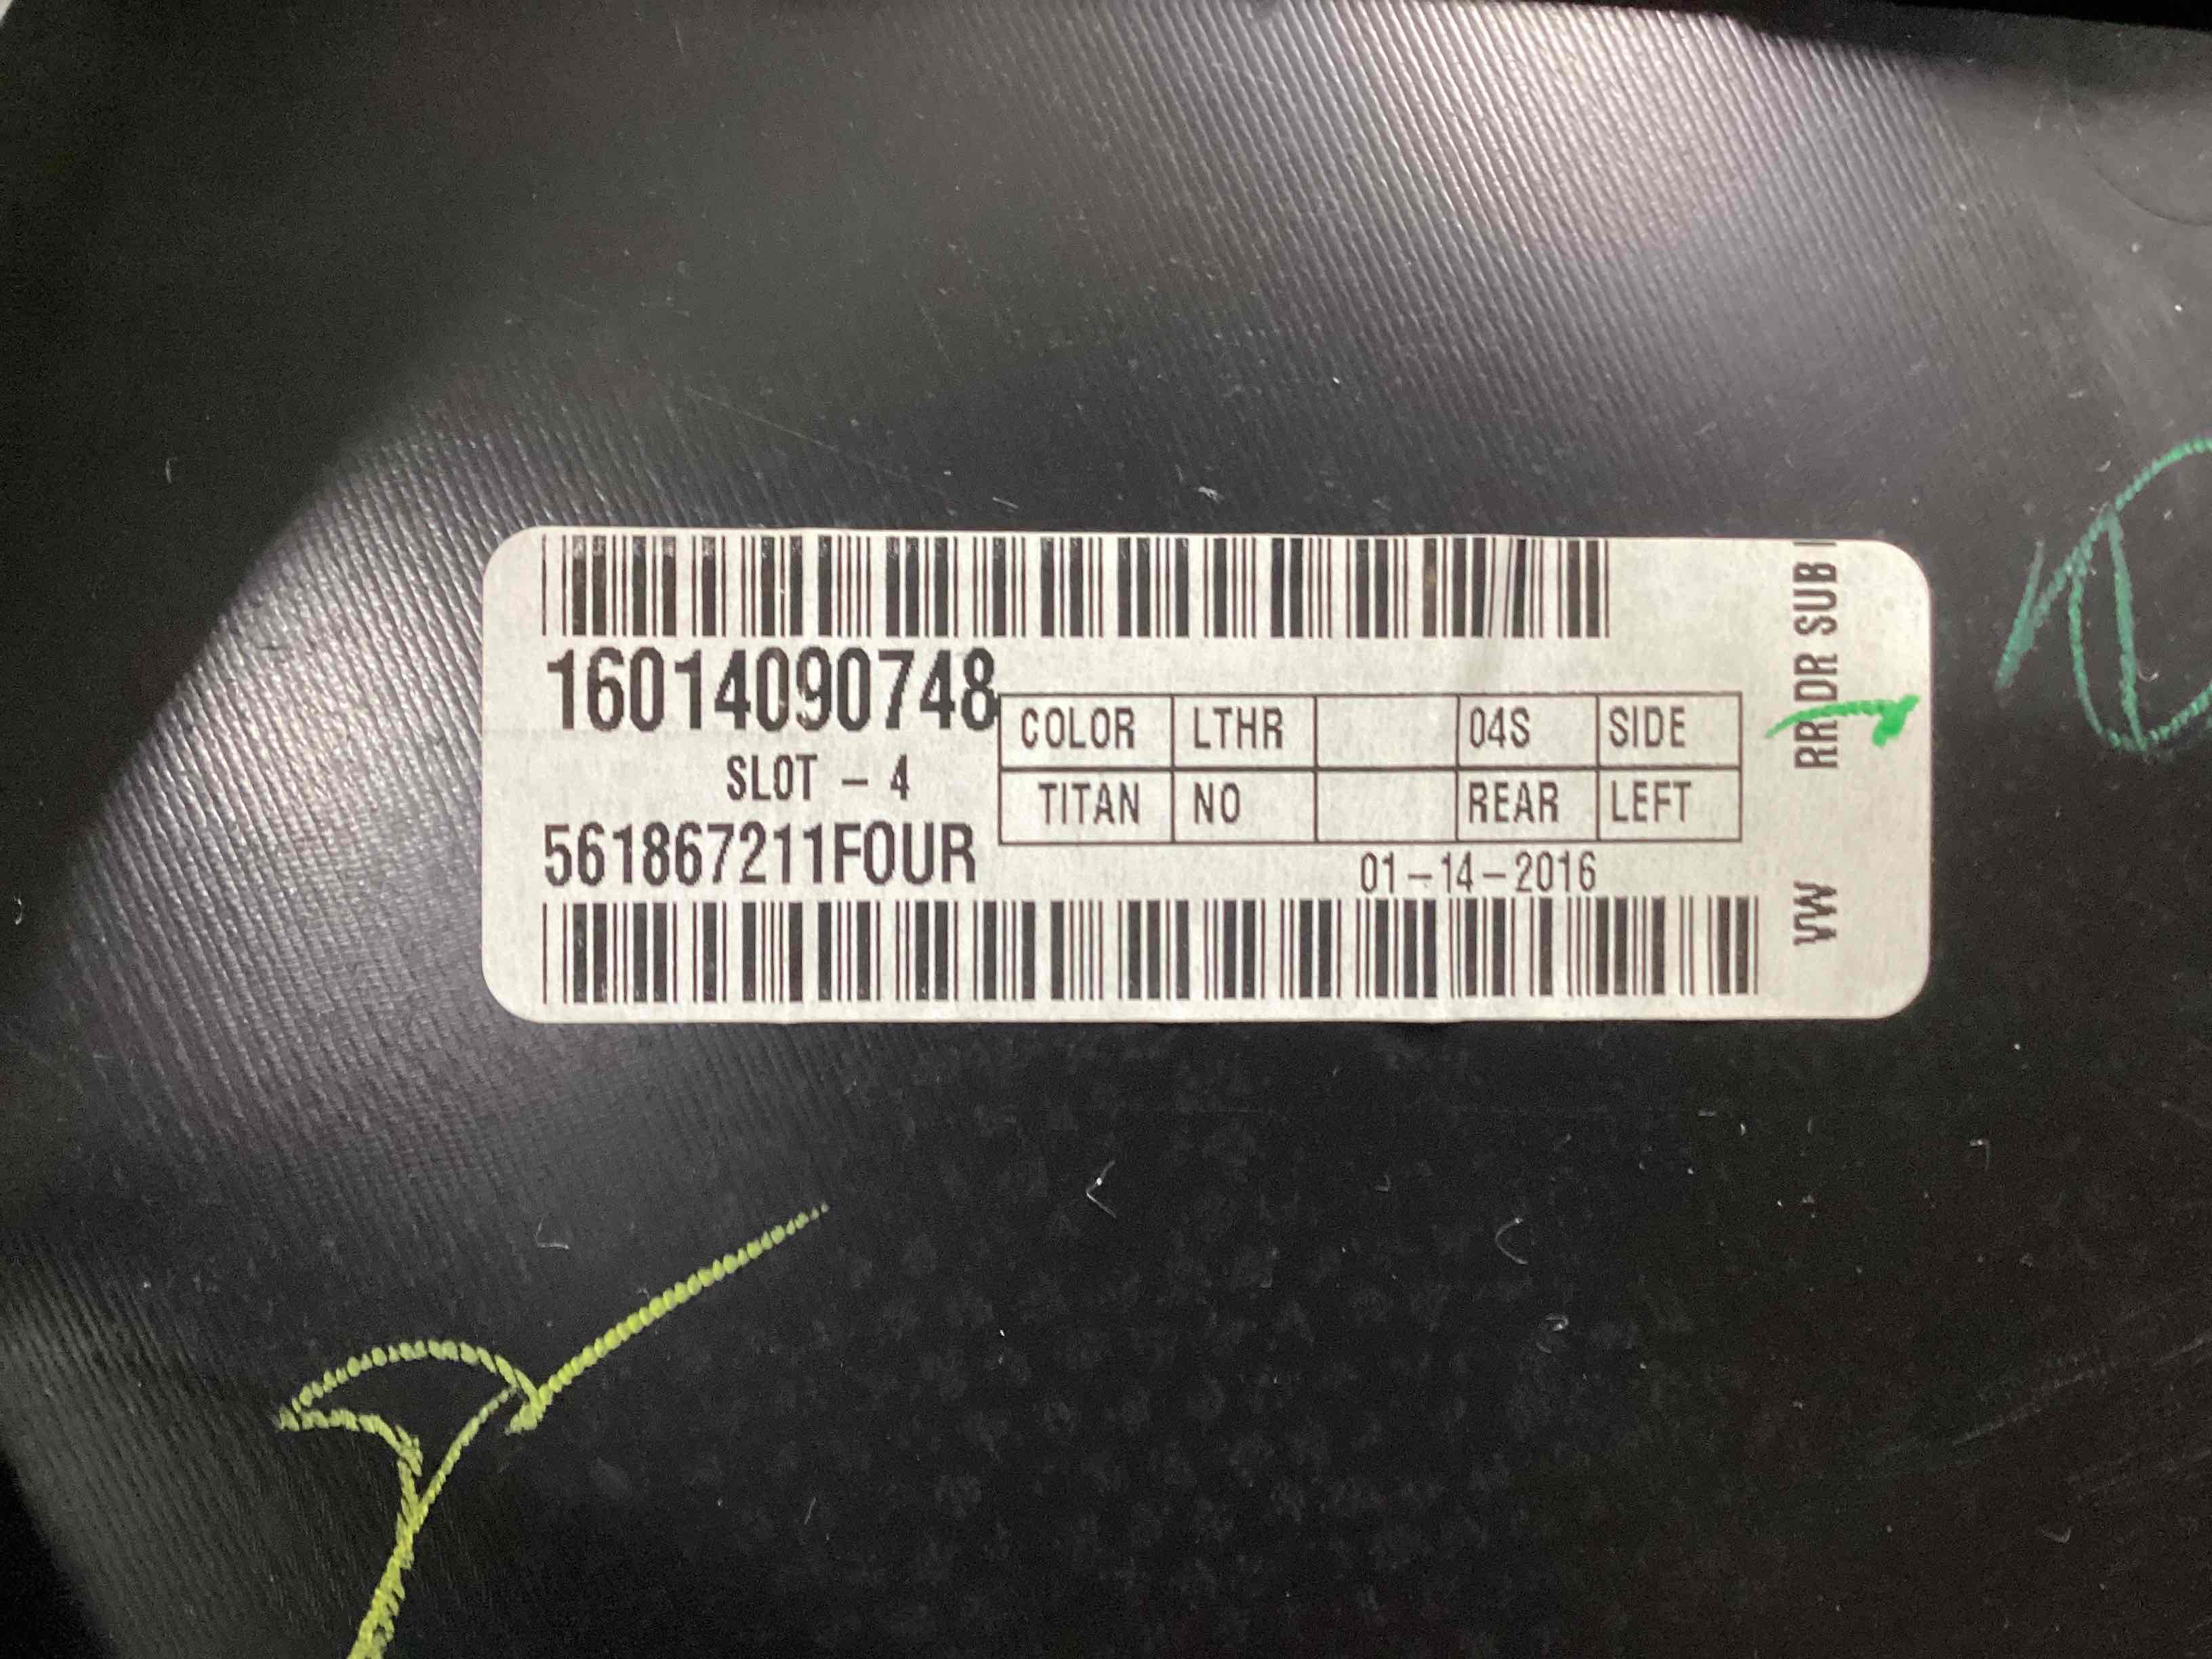 16014090748
SLOT - 4
561867211FOUR
COLOR LTHR 04S SIDE
TITAN NO REAR LEFT
01-14-2016
VW RR DR SUB